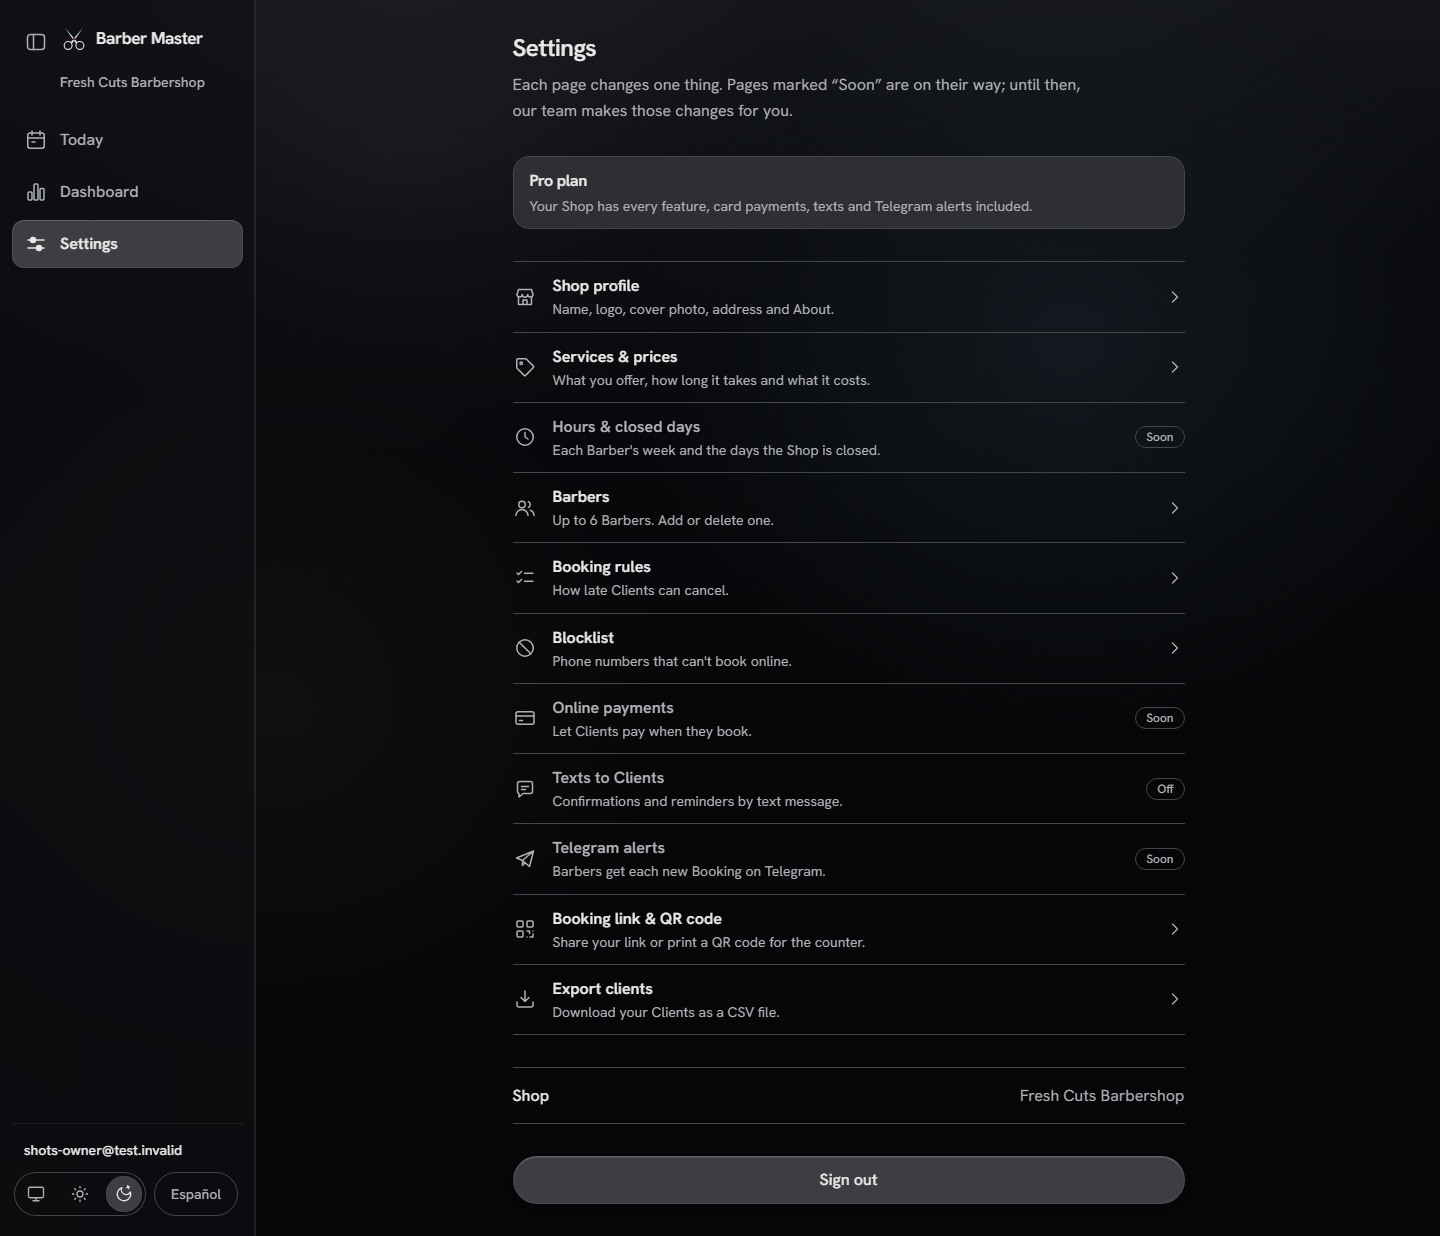 Barber Master
Fresh Cuts Barbershop
Today
Dashboard
Settings
shots-owner@test.invalid
Español
Settings
Each page changes one thing. Pages marked “Soon” are on their way; until then,
our team makes those changes for you.
Pro plan
Your Shop has every feature, card payments, texts and Telegram alerts included.
Shop profile
Name, logo, cover photo, address and About.
Services & prices
What you offer, how long it takes and what it costs.
Hours & closed days
Each Barber's week and the days the Shop is closed.
Soon
Barbers
Up to 6 Barbers. Add or delete one.
Booking rules
How late Clients can cancel.
Blocklist
Phone numbers that can't book online.
Online payments
Let Clients pay when they book.
Soon
Texts to Clients
Confirmations and reminders by text message.
Off
Telegram alerts
Barbers get each new Booking on Telegram.
Soon
Booking link & QR code
Share your link or print a QR code for the counter.
Export clients
Download your Clients as a CSV file.
Shop
Fresh Cuts Barbershop
Sign out